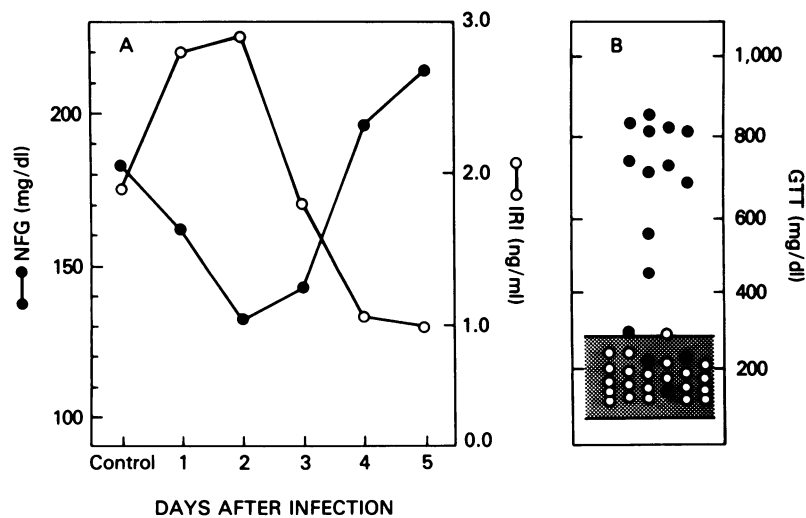 A
3.0
200
150
100
NFG (mg/dl)
2.0
1.0
0.0
IRI (ng/ml)
Control 1 2 3 4 5
DAYS AFTER INFECTION
B
1,000
800
600
400
200
GTT (mg/dl)